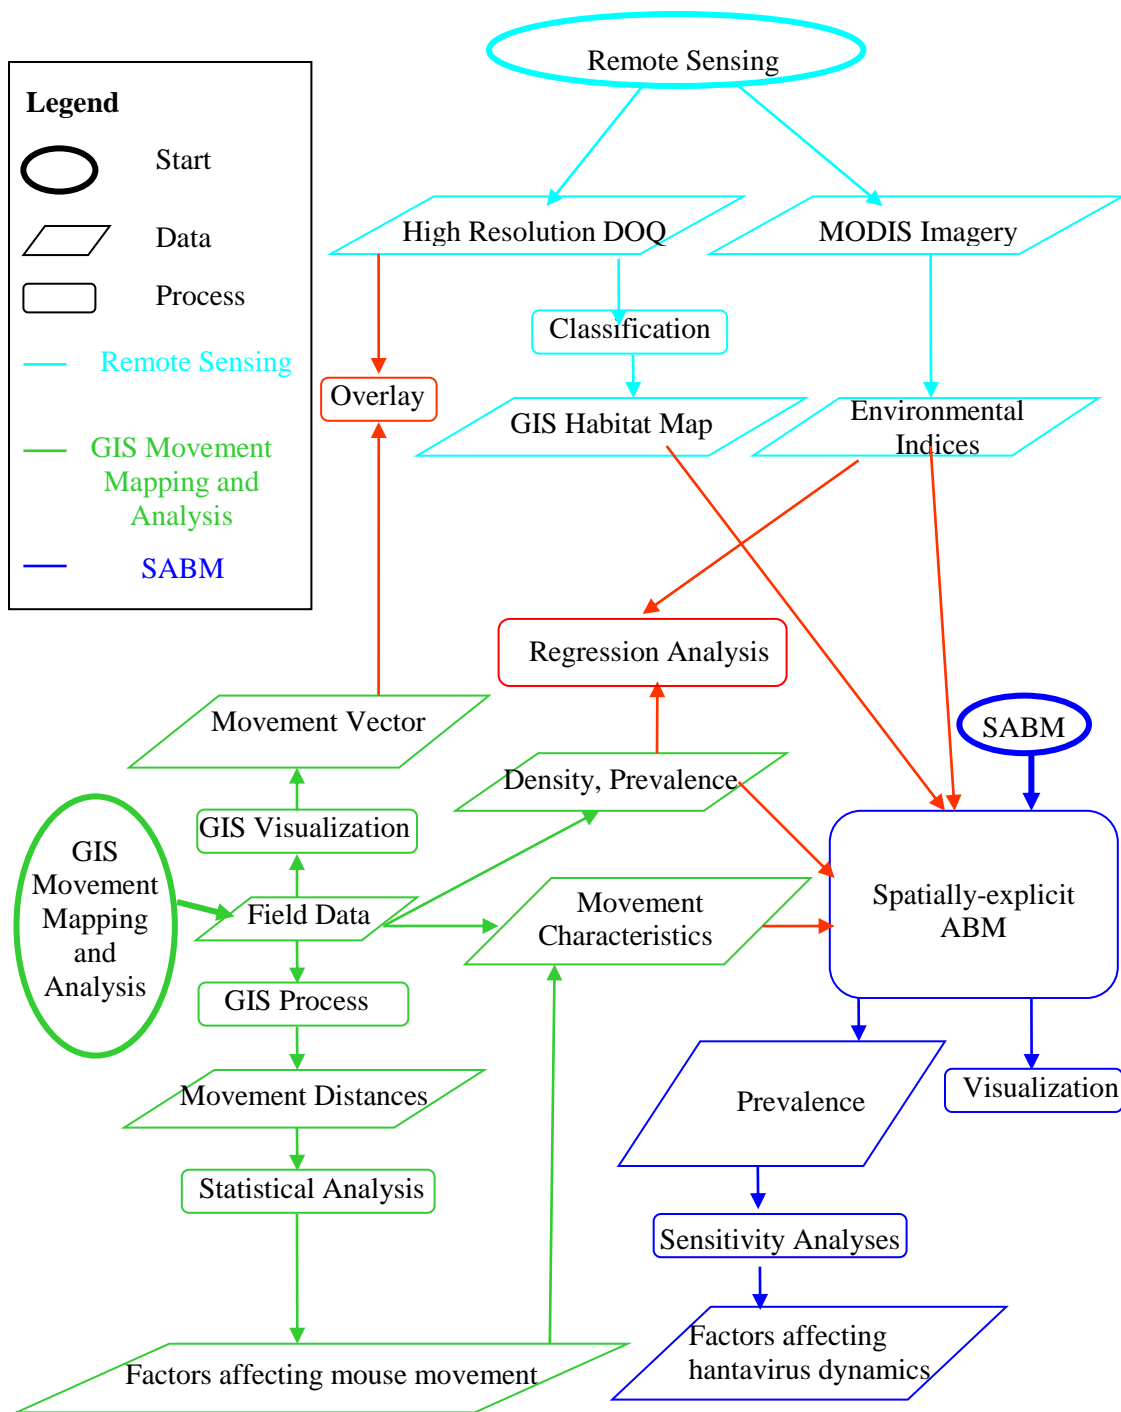 Remote Sensing
Legend
Start
Data
Process
Remote Sensing
GIS Movement
Mapping and
Analysis
SABM
High Resolution DOQ
MODIS Imagery
Classification
Overlay
GIS Habitat Map
Environmental
Indices
Regression Analysis
Movement Vector
SABM
Density, Prevalence
GIS Visualization
GIS
Movement
Mapping
and
Analysis
Field Data
Movement
Characteristics
Spatially-explicit
ABM
GIS Process
Movement Distances
Prevalence
Visualization
Statistical Analysis
Sensitivity Analyses
Factors affecting mouse movement
Factors affecting
hantavirus dynamics